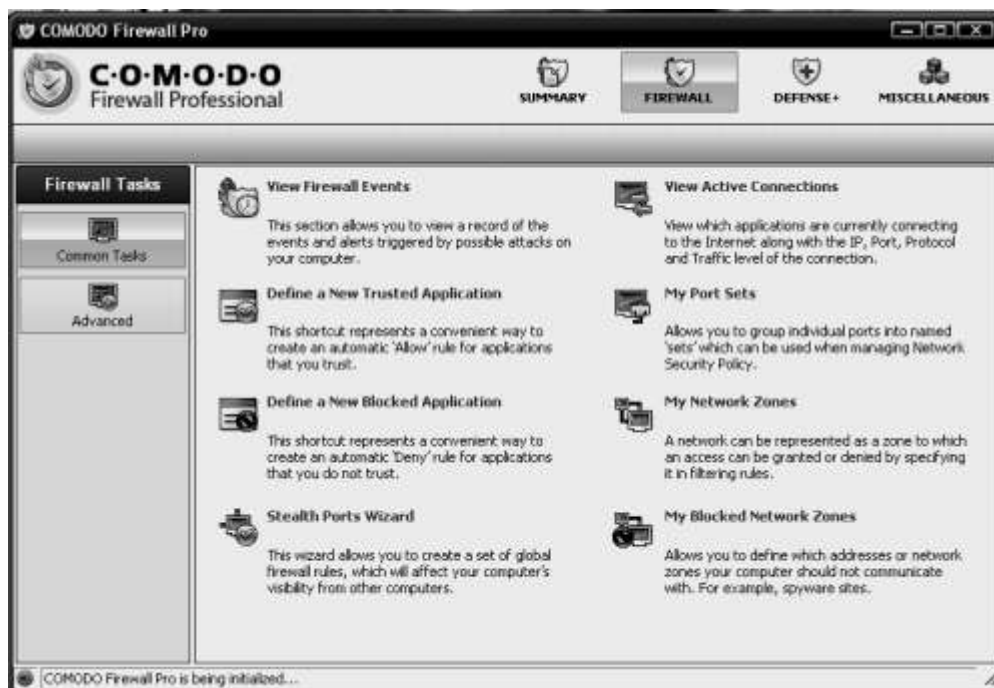 COMODO Firewall Pro
C·O·M·O·D·O
Firewall Professional
SUMMARY
FIREWALL
DEFENSE+
MISCELLANEOUS
Firewall Tasks
Common Tasks
Advanced
View Firewall Events
This section allows you to view a record of the
events and alerts triggered by possible attacks on
your computer.
Define a New Trusted Application
This shortcut represents a convenient way to
create an automatic 'Allow' rule for applications
that you trust.
Define a New Blocked Application
This shortcut represents a convenient way to
create an automatic 'Deny' rule for applications
that you do not trust.
Stealth Ports Wizard
This wizard allows you to create a set of global
firewall rules, which will affect your computer's
visibility from other computers.
View Active Connections
View which applications are currently connecting
to the Internet along with the IP, Port, Protocol
and Traffic level of the connection.
My Port Sets
Allows you to group individual ports into named
'sets' which can be used when managing Network
Security Policy.
My Network Zones
A network can be represented as a zone to which
an access can be granted or denied by specifying
it in filtering rules.
My Blocked Network Zones
Allows you to define which addresses or network
zones your computer should not communicate
with. For example, spyware sites.
COMODO Firewall Pro is being initialized...